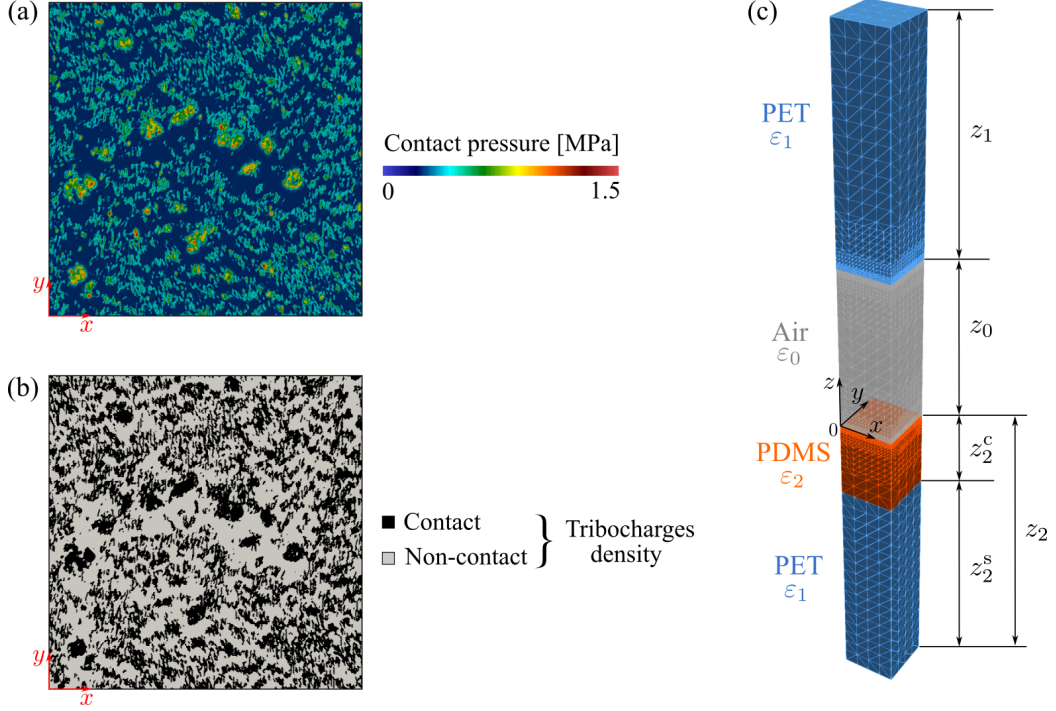 (a)
y
x
Contact pressure [MPa]
0 1.5
(b)
y
x
Contact
Non-contact
Tribocharges
density
(c)
PET
ε₁
z₁
Air
ε₀
z₀
z
y
x
0
PDMS
ε₂
z₂ᶜ
z₂
PET
ε₁
z₂ˢ